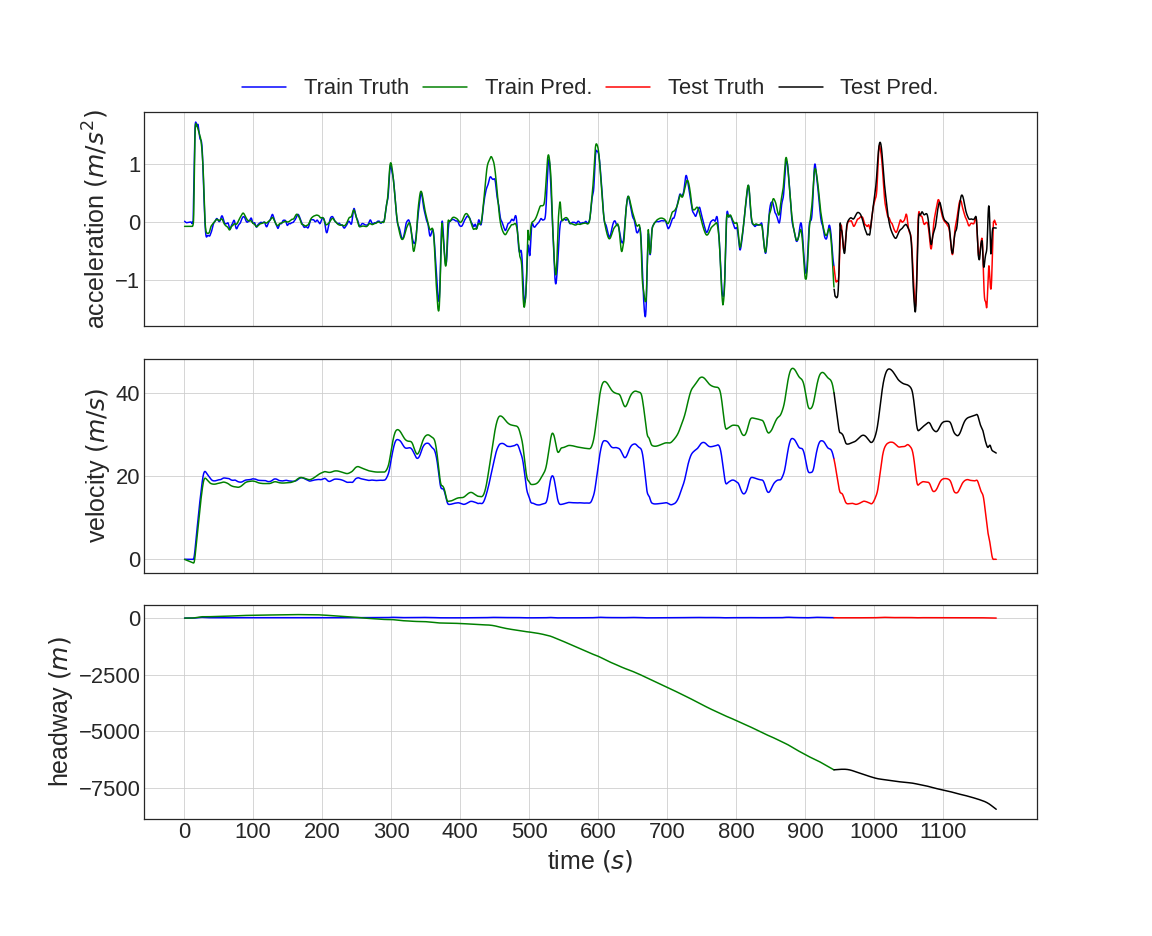 Train Truth Train Pred. Test Truth Test Pred.
acceleration (m/s²)
1
0
−1
velocity (m/s)
40
20
0
headway (m)
0
−2500
−5000
−7500
0 100 200 300 400 500 600 700 800 900 1000 1100
time (s)